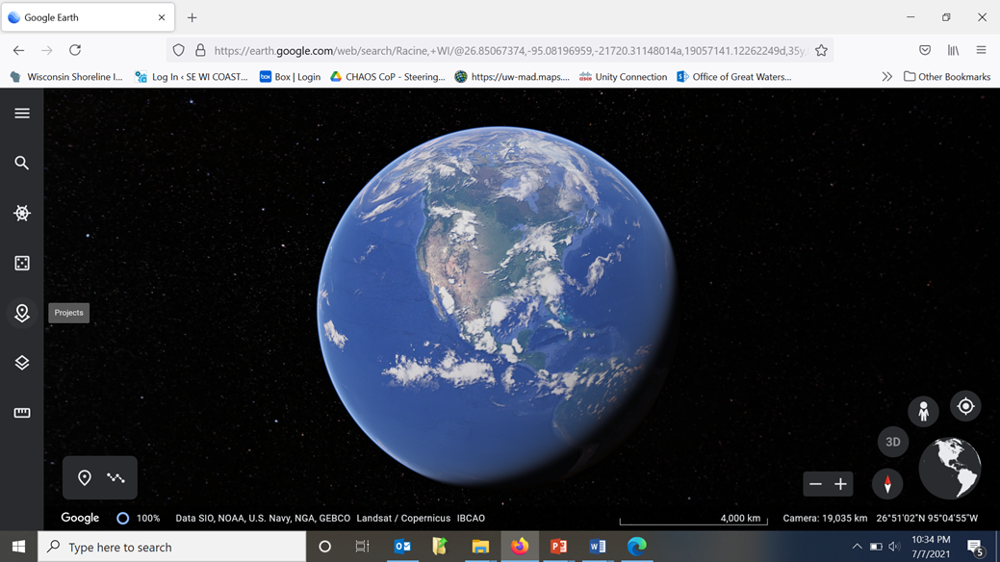 Google Earth
https://earth.google.com/web/search/Racine,+WI/@26.85067374,-95.08196959,-21720.31148014a,19057141.12262249d,35y,
Wisconsin Shoreline I...
Log In ‹ SE WI COAST...
box
Box | Login
CHAOS CoP - Steering...
https://uw-mad.maps....
Unity Connection
Office of Great Waters...
Other Bookmarks
Projects
3D
Google
100%
Data SIO, NOAA, U.S. Navy, NGA, GEBCO Landsat / Copernicus IBCAO
4,000 km
Camera: 19,035 km
26°51'02"N 95°04'55"W
Type here to search
10:34 PM
7/7/2021
5